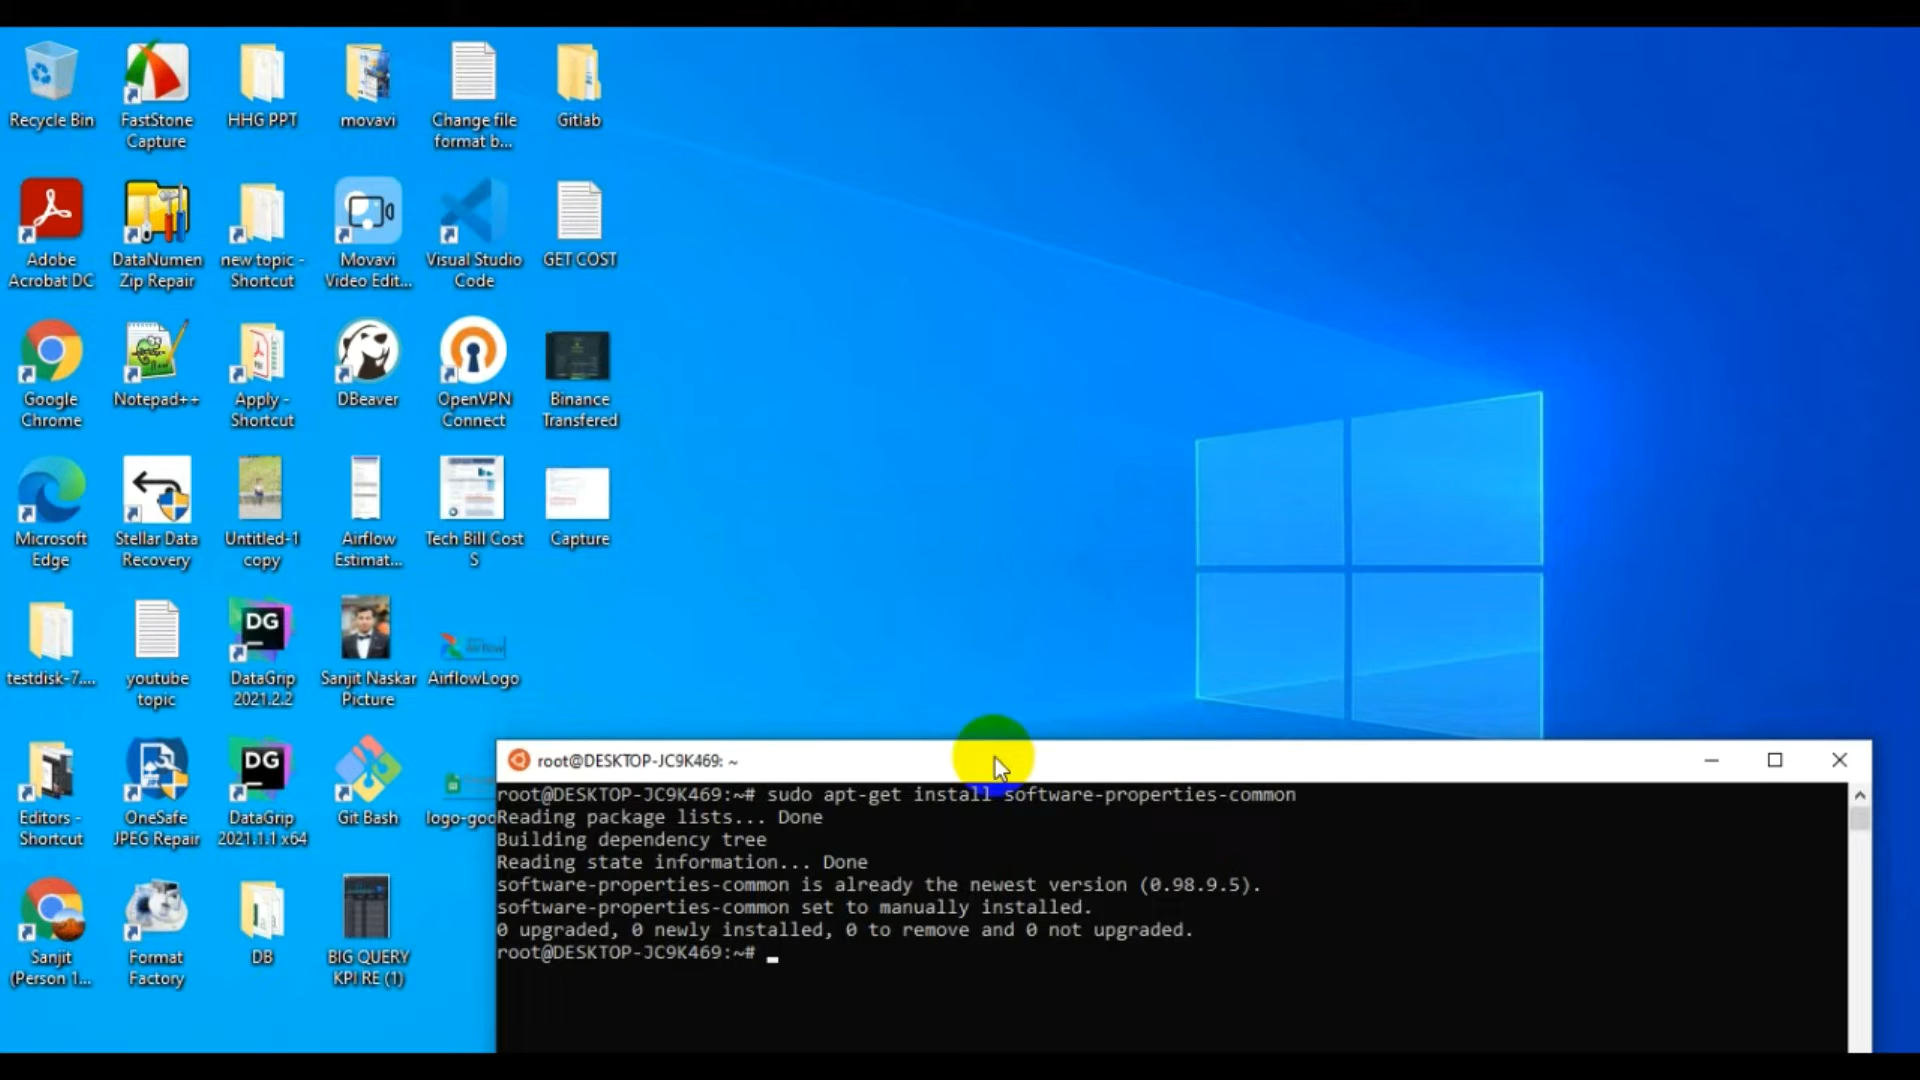 Recycle Bin
FastStone
Capture
HHG PPT
movavi
Change file
format b...
Gitlab
Adobe
Acrobat DC
DataNumen
Zip Repair
new topic -
Shortcut
Movavi
Video Edit...
Visual Studio
Code
GET COST
Google
Chrome
Notepad++
Apply -
Shortcut
DBeaver
OpenVPN
Connect
Binance
Transfered
Microsoft
Edge
Stellar Data
Recovery
Untitled-1
copy
Airflow
Estimat...
Tech Bill Cost
S
Capture
testdisk-7....
youtube
topic
DG
DataGrip
2021.2.2
Sanjit Naskar
Picture
Airflow
AirflowLogo
Editors -
Shortcut
OneSafe
JPEG Repair
DG
DataGrip
2021.1.1 x64
Git Bash
logo-goo
Sanjit
(Person 1...
Format
Factory
DB
BIG QUERY
KPI RE (1)
root@DESKTOP-JC9K469: ~
root@DESKTOP-JC9K469:~# sudo apt-get install software-properties-common
Reading package lists... Done
Building dependency tree
Reading state information... Done
software-properties-common is already the newest version (0.98.9.5).
software-properties-common set to manually installed.
0 upgraded, 0 newly installed, 0 to remove and 0 not upgraded.
root@DESKTOP-JC9K469:~#